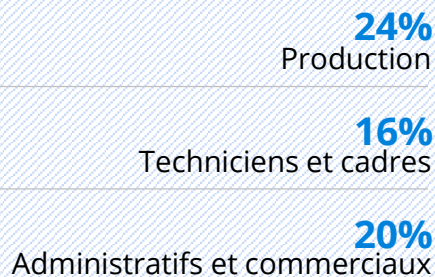 24%
Production
16%
Techniciens et cadres
20%
Administratifs et commerciaux